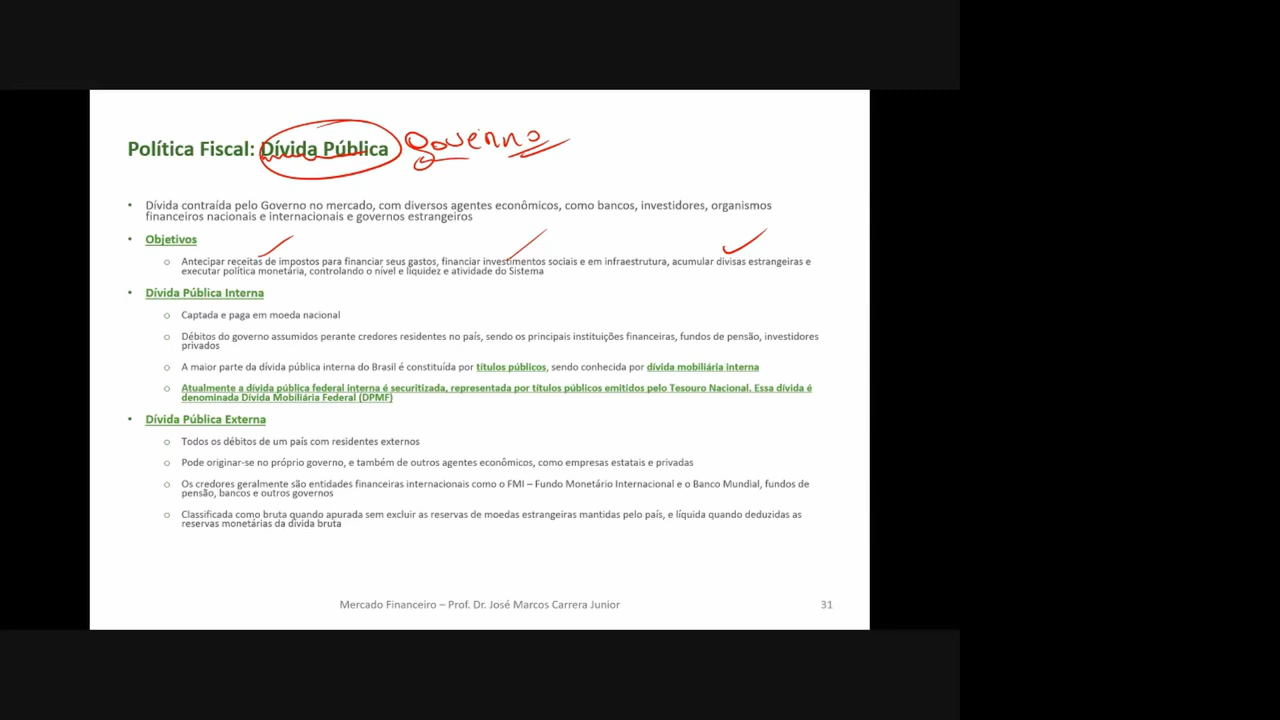 Política Fiscal: Dívida Pública governo
• Dívida contraída pelo Governo no mercado, com diversos agentes econômicos, como bancos, investidores, organismos
financeiros nacionais e internacionais e governos estrangeiros
• Objetivos
o Antecipar receitas de impostos para financiar seus gastos, financiar investimentos sociais e em infraestrutura, acumular divisas estrangeiras e
executar política monetária, controlando o nível e liquidez e atividade do Sistema
• Dívida Pública Interna
o Captada e paga em moeda nacional
o Débitos do governo assumidos perante credores residentes no país, sendo os principais instituições financeiras, fundos de pensão, investidores
privados
o A maior parte da dívida pública interna do Brasil é constituída por títulos públicos, sendo conhecida por dívida mobiliária interna
o Atualmente a dívida pública federal interna é securitizada, representada por títulos públicos emitidos pelo Tesouro Nacional. Essa dívida é
denominada Dívida Mobiliária Federal (DPMF)
• Dívida Pública Externa
o Todos os débitos de um país com residentes externos
o Pode originar-se no próprio governo, e também de outros agentes econômicos, como empresas estatais e privadas
o Os credores geralmente são entidades financeiras internacionais como o FMI – Fundo Monetário Internacional e o Banco Mundial, fundos de
pensão, bancos e outros governos
o Classificada como bruta quando apurada sem excluir as reservas de moedas estrangeiras mantidas pelo país, e líquida quando deduzidas as
reservas monetárias da dívida bruta
Mercado Financeiro – Prof. Dr. José Marcos Carrera Junior 31